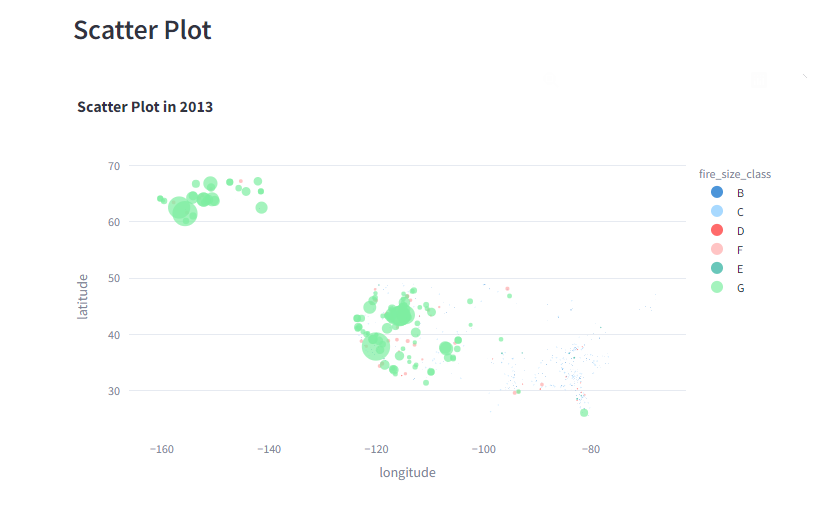 Scatter Plot
Scatter Plot in 2013
70
60
50
40
30
latitude
−160
−140
−120
−100
−80
longitude
fire_size_class
B
C
D
F
E
G